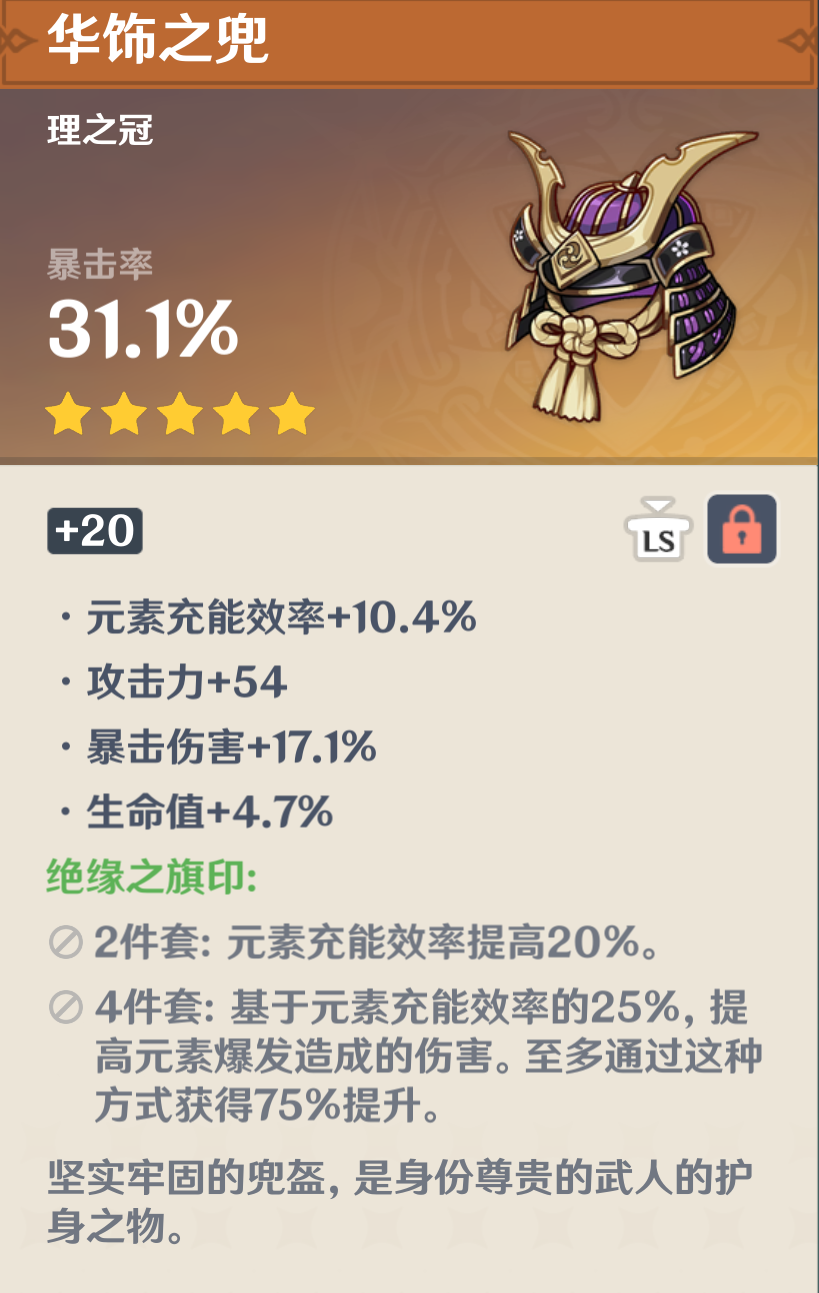 华饰之兜
理之冠
暴击率
31.1%
+20
LS
·元素充能效率+10.4%
·攻击力+54
·暴击伤害+17.1%
·生命值+4.7%
绝缘之旗印:
2件套: 元素充能效率提高20%。
4件套: 基于元素充能效率的25%, 提
高元素爆发造成的伤害。至多通过这种
方式获得75%提升。
坚实牢固的兜盔, 是身份尊贵的武人的护
身之物。